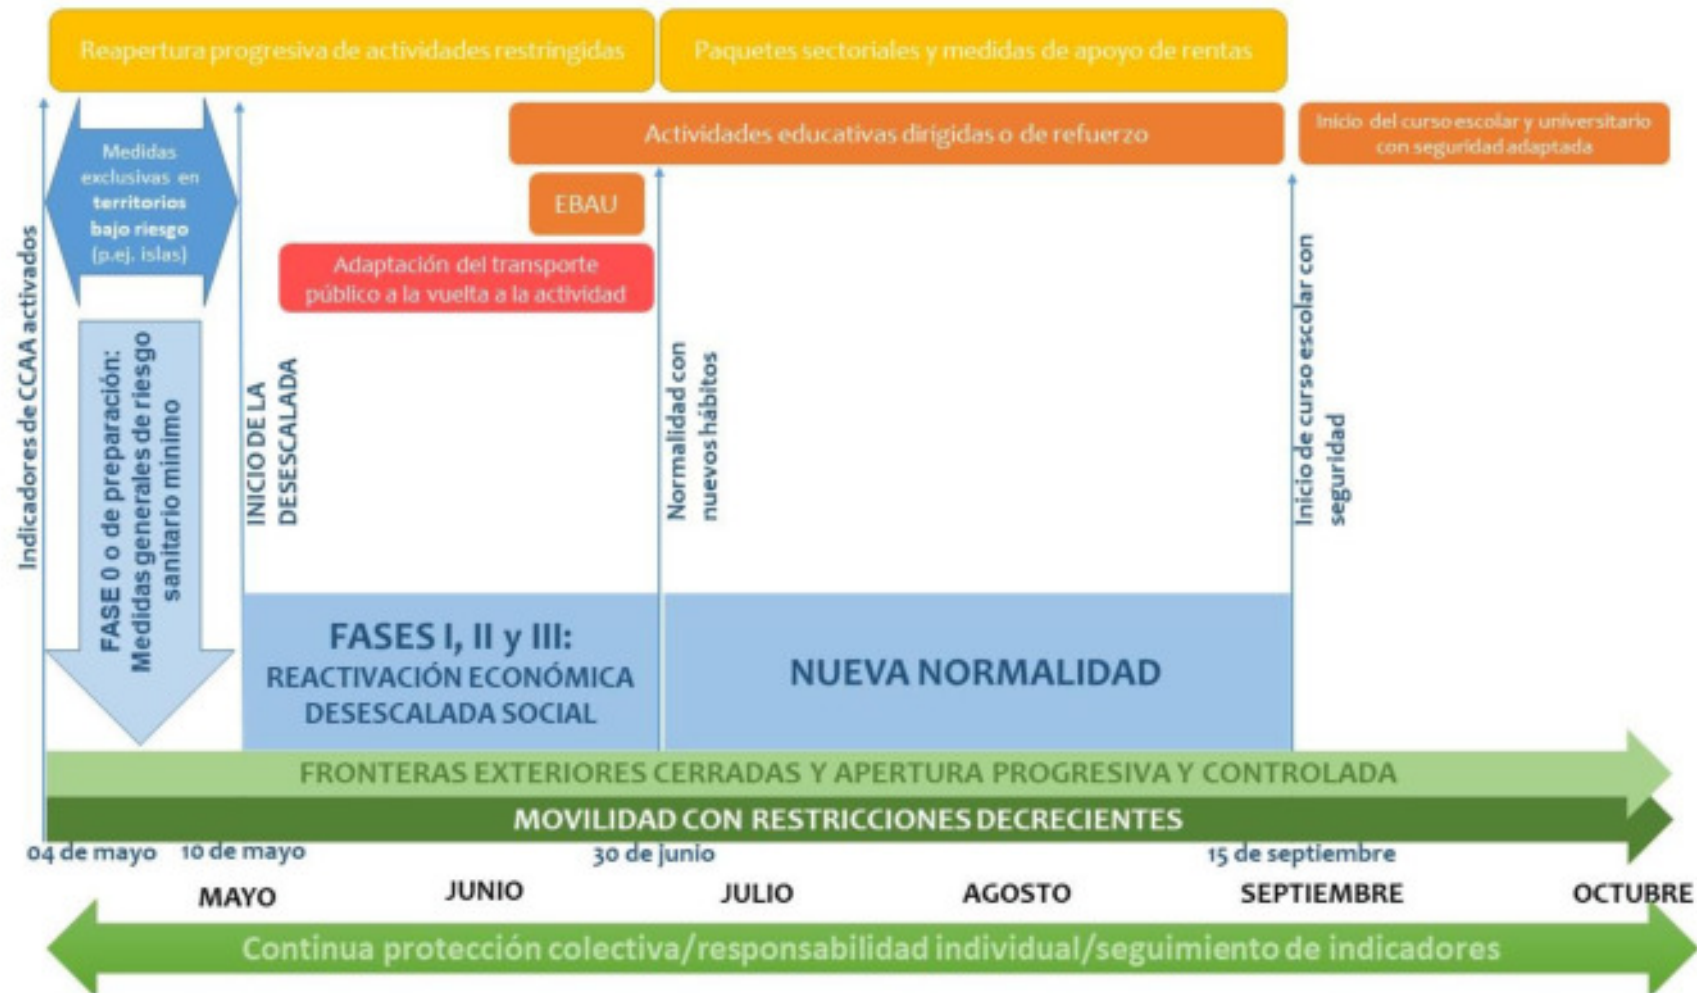 Reapertura progresiva de actividades restringidas
Paquetes sectoriales y medidas de apoyo de rentas
Actividades educativas dirigidas o de refuerzo
Inicio del curso escolar y universitario
con seguridad adaptada
Medidas
exclusivas en
territorios
bajo riesgo
(p.ej. islas)
EBAU
Adaptación del transporte
público a la vuelta a la actividad
Indicadores de CCAA activados
FASE 0 o de preparación:
Medidas generales de riesgo
sanitario mínimo
INICIO DE LA
DESESCALADA
Normalidad con
nuevos hábitos
Inicio de curso escolar con
seguridad
FASES I, II y III:
REACTIVACIÓN ECONÓMICA
DESESCALADA SOCIAL
NUEVA NORMALIDAD
FRONTERAS EXTERIORES CERRADAS Y APERTURA PROGRESIVA Y CONTROLADA
MOVILIDAD CON RESTRICCIONES DECRECIENTES
04 de mayo
10 de mayo
30 de junio
15 de septiembre
MAYO
JUNIO
JULIO
AGOSTO
SEPTIEMBRE
OCTUBRE
Continua protección colectiva/responsabilidad individual/seguimiento de indicadores